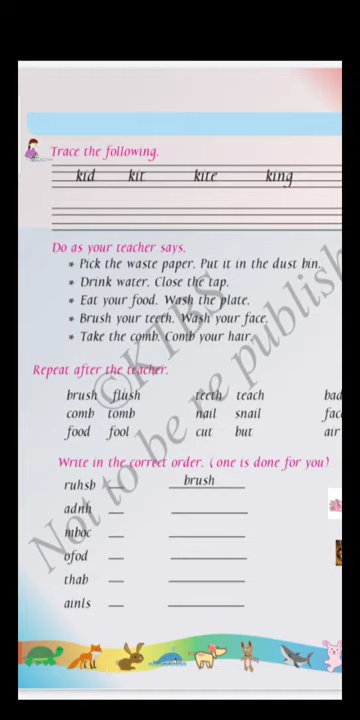 Trace the following.
kid kit kite king
Do as your teacher says.
* Pick the waste paper. Put it in the dust bin.
* Drink water. Close the tap.
* Eat your food. Wash the plate.
* Brush your teeth. Wash your face.
* Take the comb. Comb your hair.
Repeat after the teacher.
brush flush teeth teach bad
comb tomb nail snail fac
food fool cut but air
Write in the correct order. (one is done for you)
ruhsb brush
adnh
mboc
ofod
thab
ainls
©KTBS
Not to be re publish